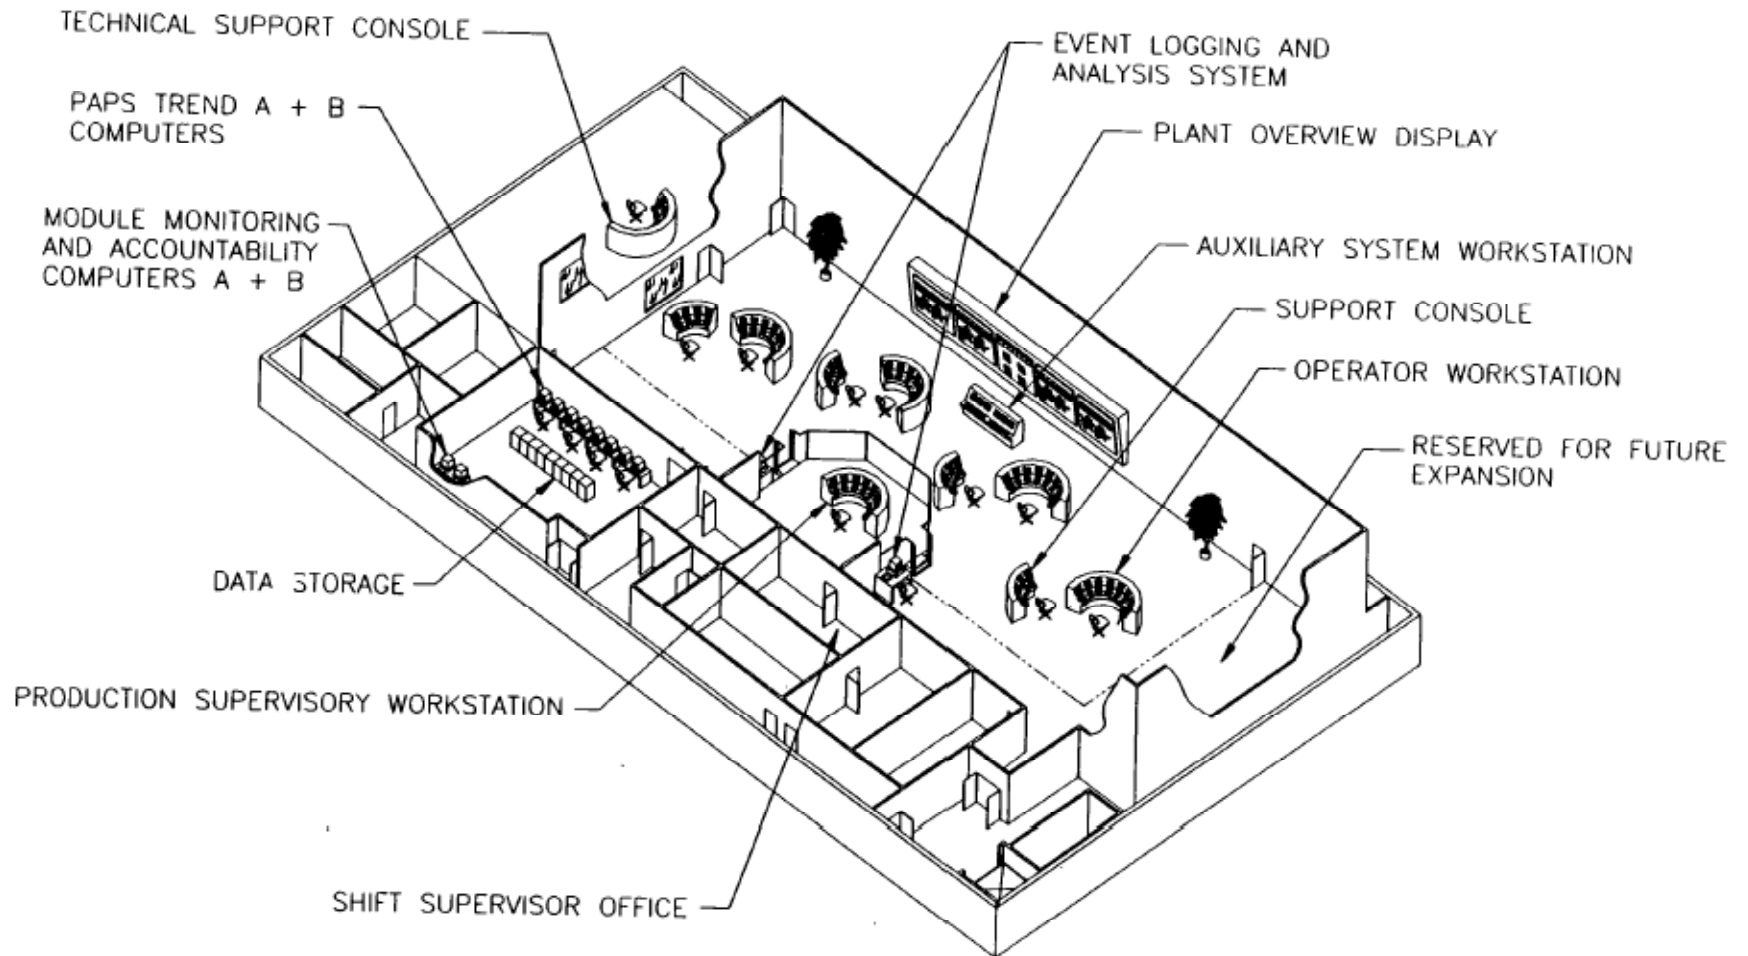 TECHNICAL SUPPORT CONSOLE
PAPS TREND A + B
COMPUTERS
MODULE MONITORING
AND ACCOUNTABILITY
COMPUTERS A + B
DATA STORAGE
PRODUCTION SUPERVISORY WORKSTATION
SHIFT SUPERVISOR OFFICE
EVENT LOGGING AND
ANALYSIS SYSTEM
PLANT OVERVIEW DISPLAY
AUXILIARY SYSTEM WORKSTATION
SUPPORT CONSOLE
OPERATOR WORKSTATION
RESERVED FOR FUTURE
EXPANSION